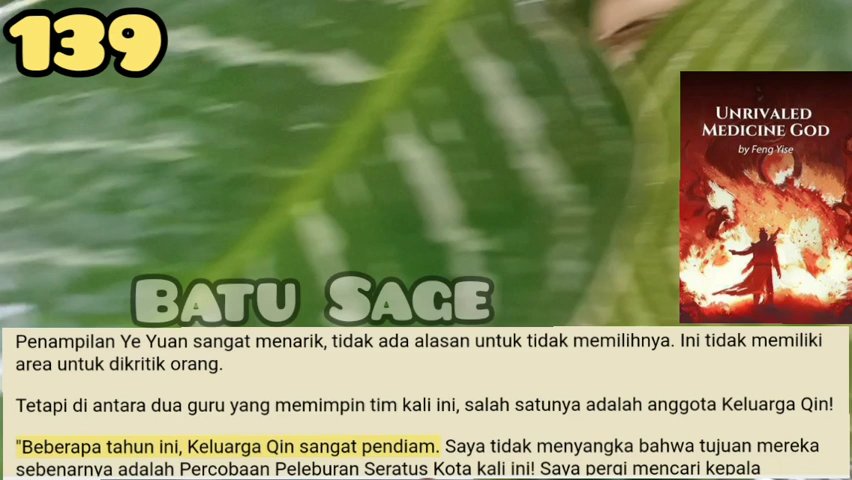 139
UNRIVALED
MEDICINE GOD
by Feng Yise
BATU SAGE
Penampilan Ye Yuan sangat menarik, tidak ada alasan untuk tidak memilihnya. Ini tidak memiliki
area untuk dikritik orang.
Tetapi di antara dua guru yang memimpin tim kali ini, salah satunya adalah anggota Keluarga Qin!
"Beberapa tahun ini, Keluarga Qin sangat pendiam. Saya tidak menyangka bahwa tujuan mereka
sebenarnya adalah Percobaan Peleburan Seratus Kota kali ini! Saya pergi mencari kepala